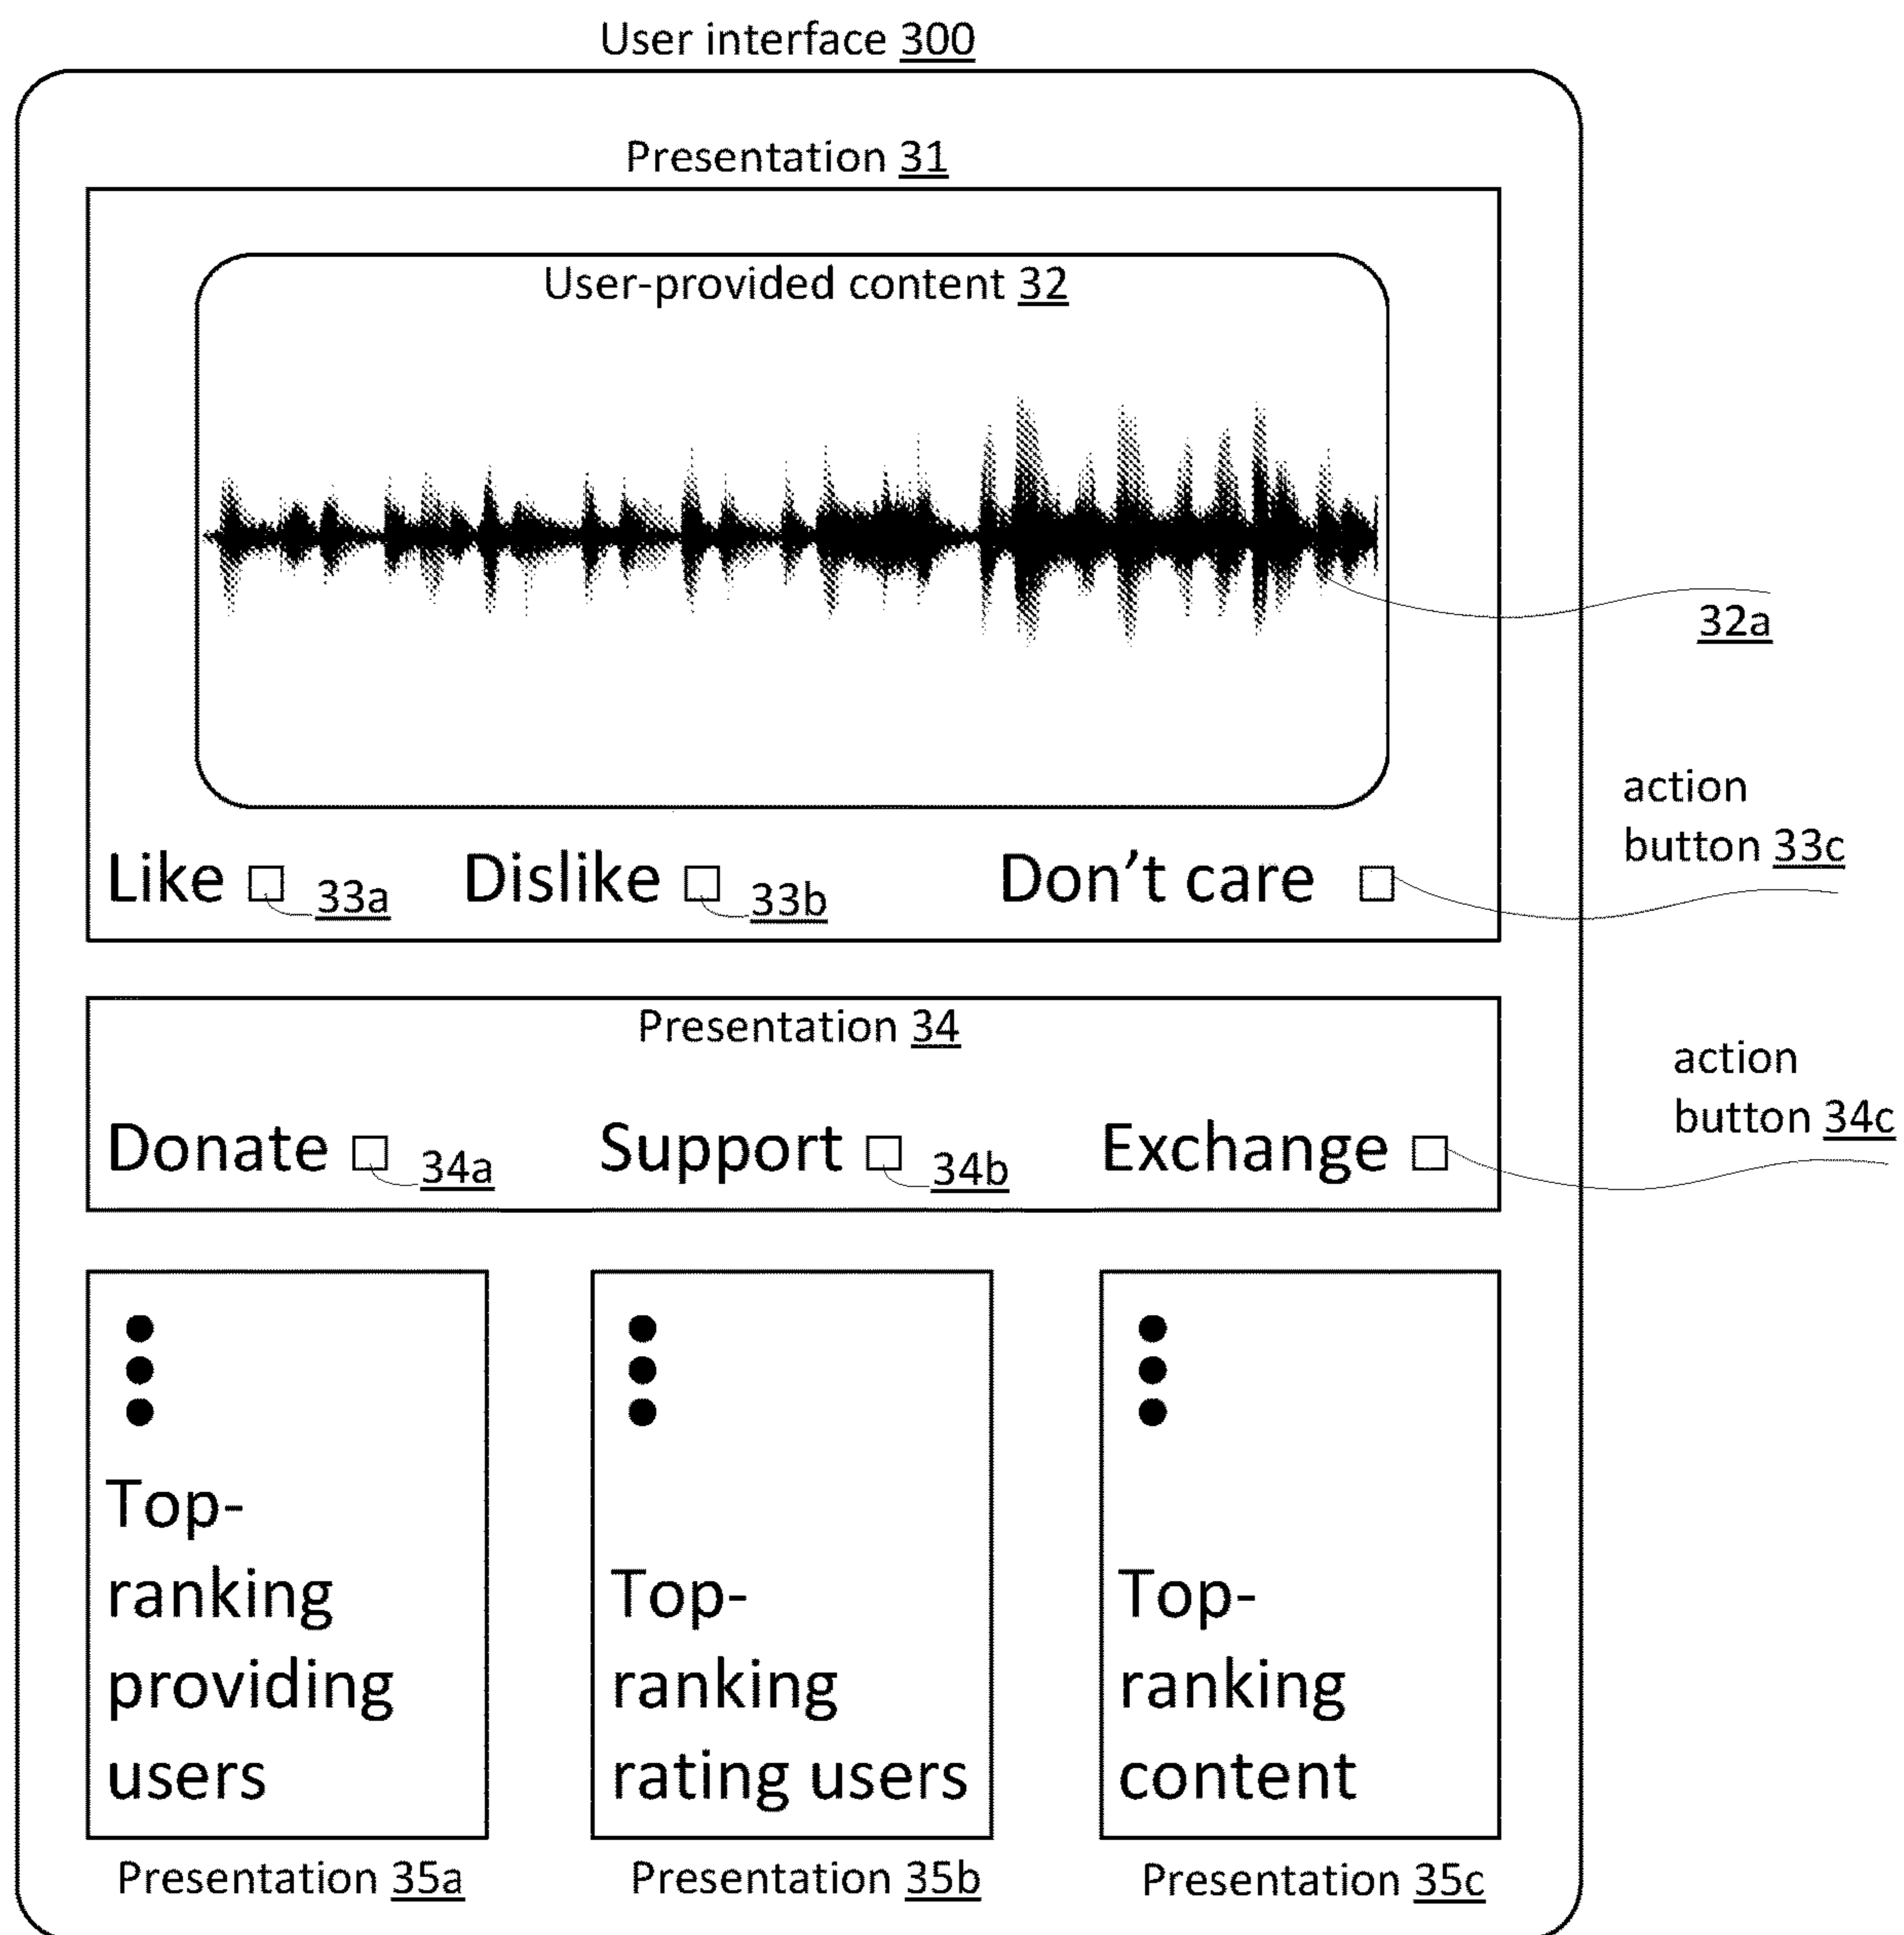 User interface 300
Presentation 31
User-provided content 32
32a
action
button 33c
Like 33a Dislike 33b Don't care
Presentation 34
action
button 34c
Donate 34a Support 34b Exchange
Top-
ranking
providing
users
Top-
ranking
rating users
Top-
ranking
content
Presentation 35a
Presentation 35b
Presentation 35c